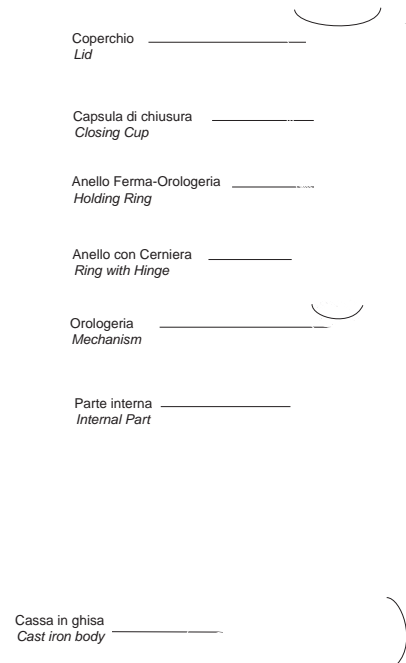 Coperchio
Lid
Capsula di chiusura
Closing Cup
Anello Ferma-Orologeria
Holding Ring
Anello con Cerniera
Ring with Hinge
Orologeria
Mechanism
Parte interna
Internal Part
Cassa in ghisa
Cast iron body